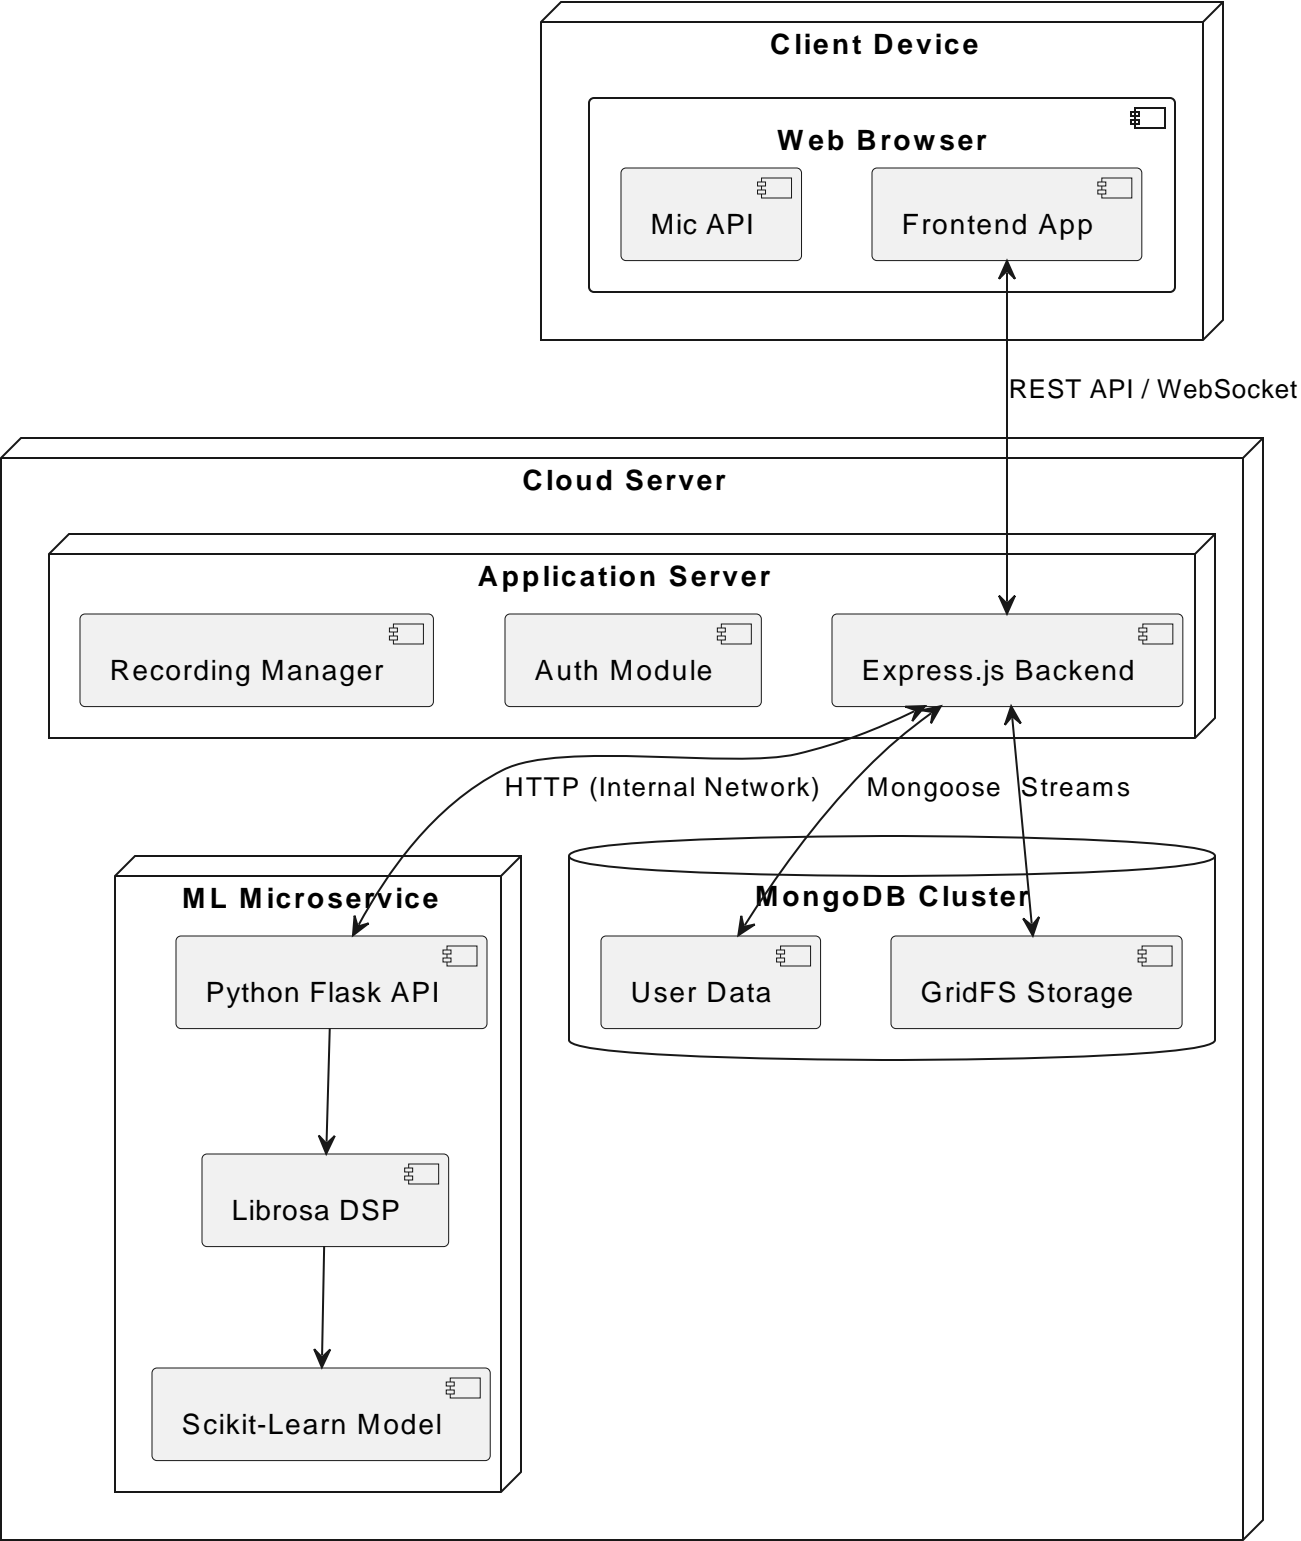 Client Device
Web Browser
Mic API
Frontend App
REST API / WebSocket
Cloud Server
Application Server
Recording Manager
Auth Module
Express.js Backend
HTTP (Internal Network)
Mongoose
Streams
ML Microservice
MongoDB Cluster
Python Flask API
User Data
GridFS Storage
Librosa DSP
Scikit-Learn Model